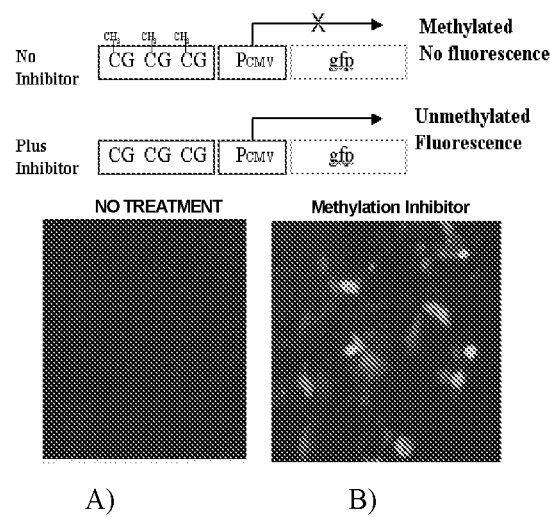 CH3 CH3 CH3
No Inhibitor
CG CG CG
PCMV
X
gfp
Methylated
No fluorescence
Plus Inhibitor
CG CG CG
PCMV
gfp
Unmethylated
Fluorescence
NO TREATMENT
Methylation Inhibitor
A)
B)